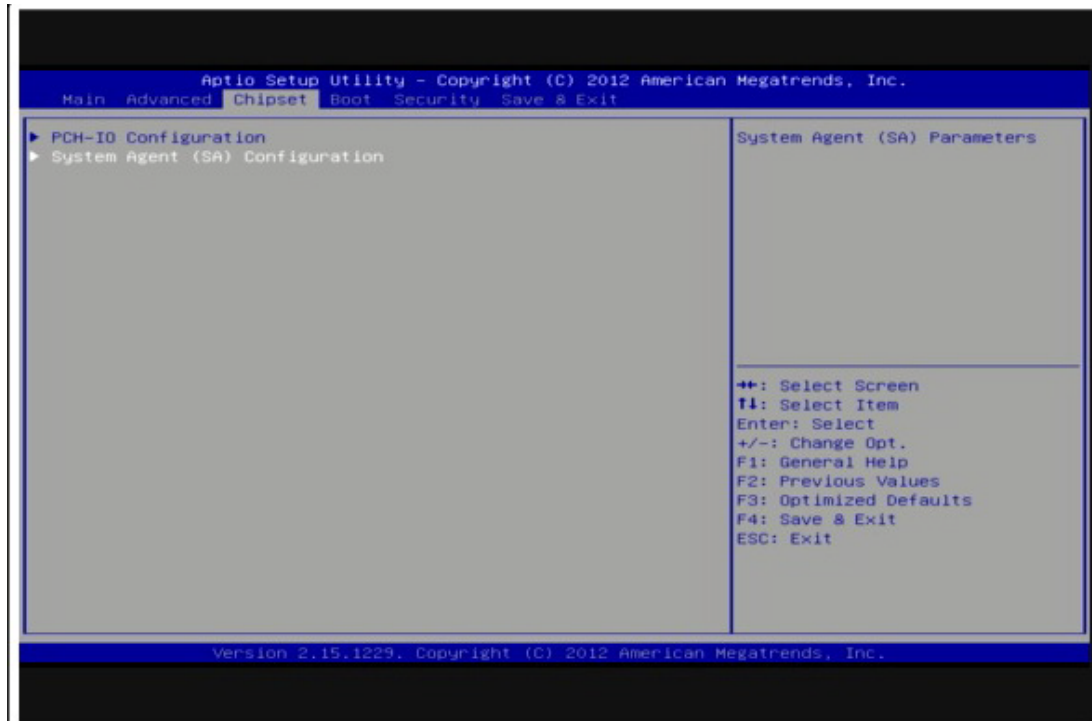 Aptio Setup Utility – Copyright (C) 2012 American Megatrends, Inc.
Main Advanced Chipset Boot Security Save & Exit
► PCH-IO Configuration
► System Agent (SA) Configuration
System Agent (SA) Parameters
→←: Select Screen
↑↓: Select Item
Enter: Select
+/-: Change Opt.
F1: General Help
F2: Previous Values
F3: Optimized Defaults
F4: Save & Exit
ESC: Exit
Version 2.15.1229. Copyright (C) 2012 American Megatrends, Inc.